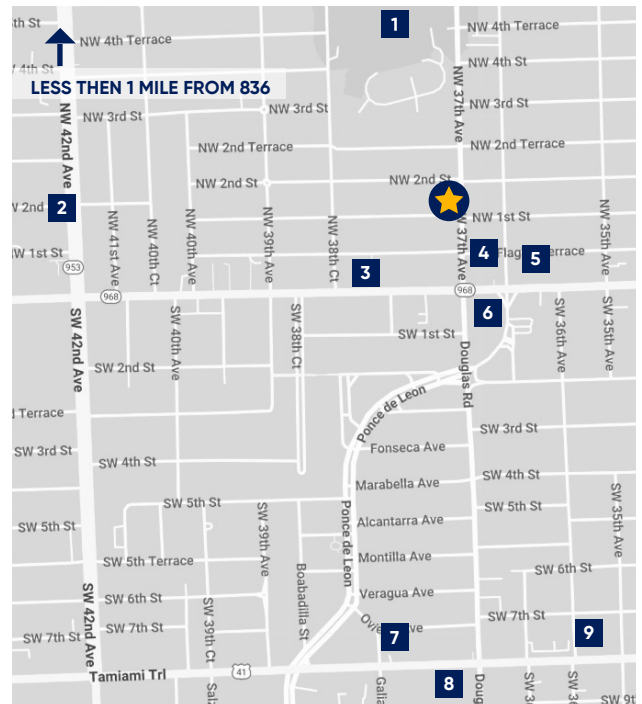 5th St
1
NW 4th Terrace
NW 4th St
NW 4th St
LESS THEN 1 MILE FROM 836
NW 37th Ave
NW 3rd St
NW 3rd St
NW 42nd Ave
NW 2nd Terrace
NW 2nd Terrace
NW 2nd St
NW 2nd St
2nd
2
NW 1st St
NW 1st St
NW 41st Ave
NW 40th Ct
NW 40th Ave
NW 39th Ave
NW 38th Ct
37th Ave
NW 35th Ave
3
4
Terrace
5
953
968
968
6
SW 42nd Ave
SW 40th Ave
SW 38th Ct
SW 1st St
Douglas Rd
SW 36th Ave
SW 35th Ave
SW 2nd St
Ponce de Leon
Terrace
SW 3rd St
SW 3rd St
Fonseca Ave
SW 4th St
SW 4th St
Marabella Ave
SW 5th St
SW 5th St
SW 5th St
Alcantarra Ave
SW 35th Ave
SW 39th Ave
Ponce de Leon
SW 5th Terrace
Montilla Ave
SW 6th St
Boabadilla St
SW 42nd Ave
SW 6th St
Veragua Ave
SW 39th Ct
SW 7th St
SW 7th St
SW 7th St
Ave
7
9
Tamiami Trl
41
8
SW 9th